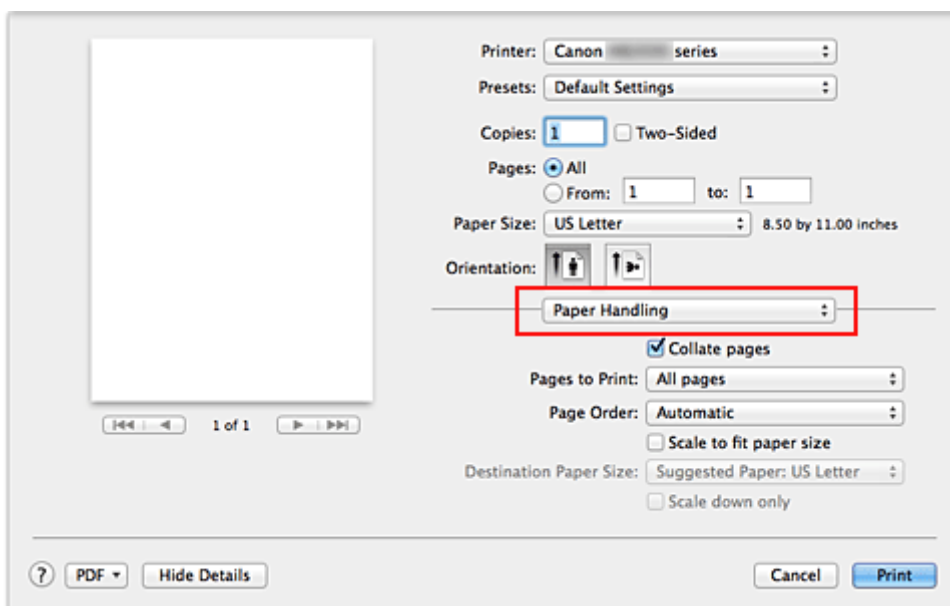 Printer: Canon series
Presets: Default Settings
Copies: 1 Two-Sided
Pages: All
From: 1 to: 1
Paper Size: US Letter 8.50 by 11.00 inches
Orientation:
Paper Handling
Collate pages
Pages to Print: All pages
Page Order: Automatic
1 of 1
Scale to fit paper size
Destination Paper Size: Suggested Paper: US Letter
Scale down only
? PDF Hide Details Cancel Print